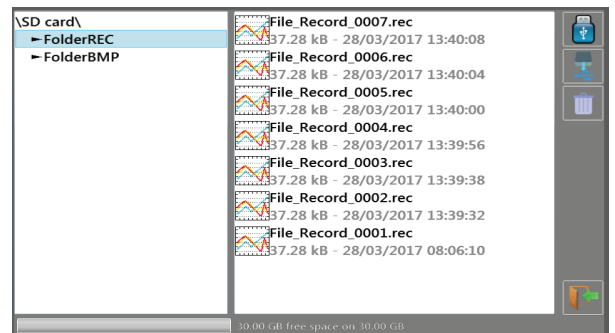 \SD card\
FolderREC
FolderBMP
File_Record_0007.rec
37.28 kB - 28/03/2017 13:40:08
File_Record_0006.rec
37.28 kB - 28/03/2017 13:40:04
File_Record_0005.rec
37.28 kB - 28/03/2017 13:40:00
File_Record_0004.rec
37.28 kB - 28/03/2017 13:39:56
File_Record_0003.rec
37.28 kB - 28/03/2017 13:39:38
File_Record_0002.rec
37.28 kB - 28/03/2017 13:39:32
File_Record_0001.rec
37.28 kB - 28/03/2017 08:06:10
30.00 GB free space on 30.00 GB